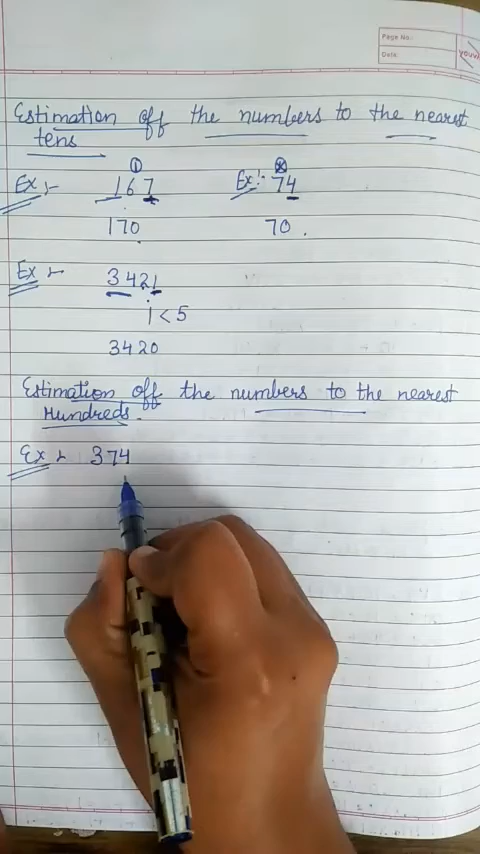 Page No:
Date:
youva
Estimation off the numbers to the nearest
tens
①
Ex:- 167 Ex:- 74
170 70.
Ex:- 3421
1 < 5
3420
Estimation off the numbers to the nearest
Hundreds.
Ex:- 374